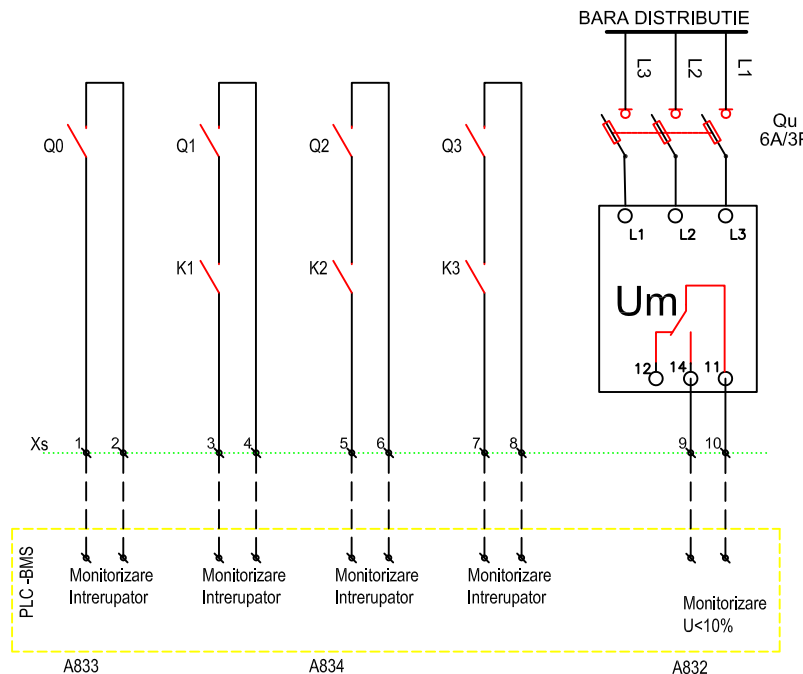 BARA DISTRIBUTIE
L3 L2 L1
Qu
6A/3P
Q0 Q1 Q2 Q3
L1 L2 L3
K1 K2 K3
Um
12 14 11
Xs 1 2 3 4 5 6 7 8 9 10
PLC -BMS
Monitorizare
Intrerupator
Monitorizare
Intrerupator
Monitorizare
Intrerupator
Monitorizare
Intrerupator
Monitorizare
U<10%
A833 A834 A832